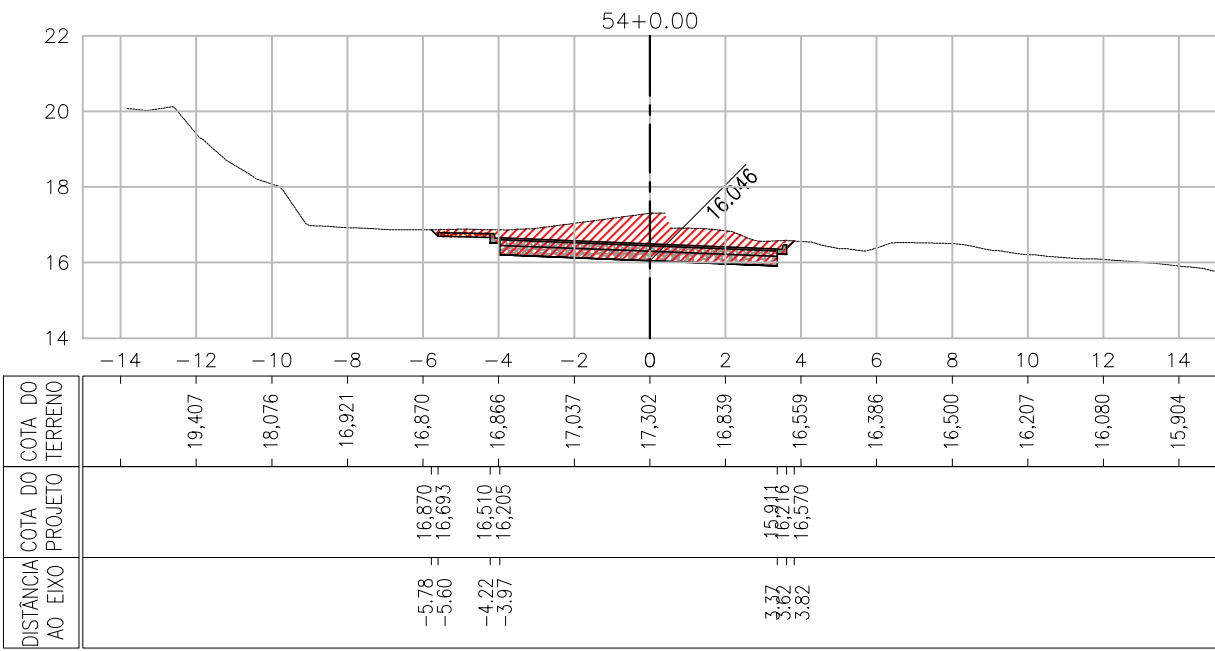 54+0.00
22
20
18
16
14
16.046
-14 -12 -10 -8 -6 -4 -2 0 2 4 6 8 10 12 14
COTA DO TERRENO
19,407 18,076 16,921 16,870 16,866 17,037 17,302 16,839 16,559 16,386 16,500 16,207 16,080 15,904
COTA DO PROJETO
16,870 16,693 16,510 16,205 15,911 16,216 16,570
DISTÂNCIA AO EIXO
-5.78 -5.60 -4.22 -3.97 3.37 3.62 3.82